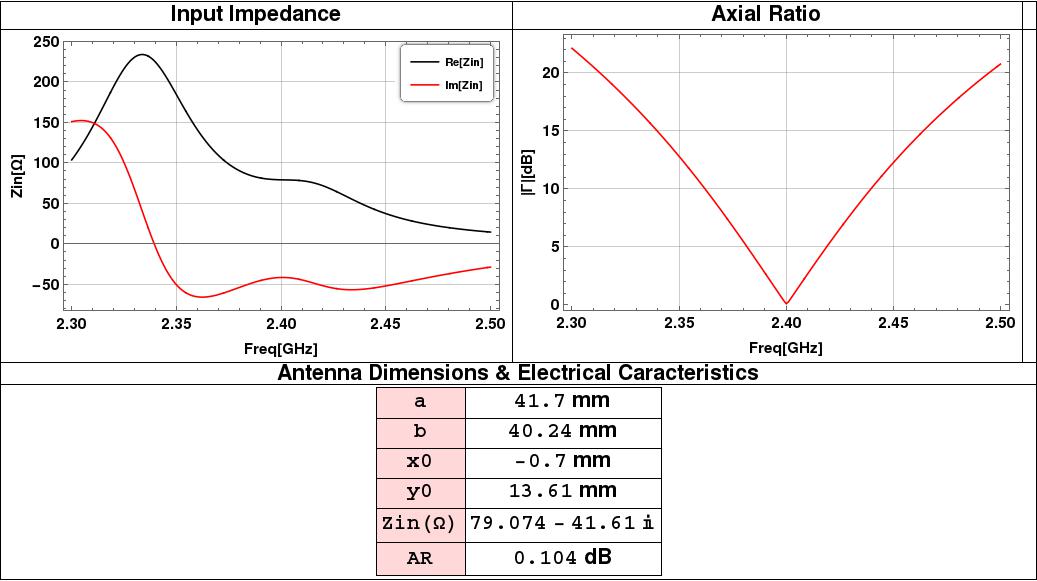 Input Impedance
Axial Ratio
250
200
150
100
50
0
−50
Zin[Ω]
Re[Zin]
Im[Zin]
2.30 2.35 2.40 2.45 2.50
Freq[GHz]
20
15
10
5
0
|Γ|[dB]
2.30 2.35 2.40 2.45 2.50
Freq[GHz]
Antenna Dimensions & Electrical Caracteristics
a 41.7 mm
b 40.24 mm
x0 -0.7 mm
y0 13.61 mm
Zin(Ω) 79.074 - 41.61 i
AR 0.104 dB